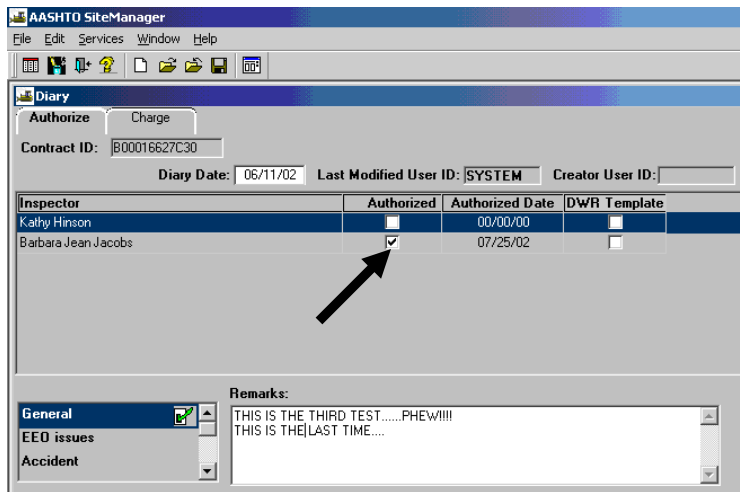 AASHTO SiteManager
File Edit Services Window Help
Diary
Authorize Charge
Contract ID: B00016627C30
Diary Date: 06/11/02 Last Modified User ID: SYSTEM Creator User ID:
Inspector Authorized Authorized Date DWR Template
Kathy Hinson 00/00/00
Barbara Jean Jacobs 07/25/02
Remarks:
General
EEO issues
Accident
THIS IS THE THIRD TEST......PHEW!!!!
THIS IS THE LAST TIME....